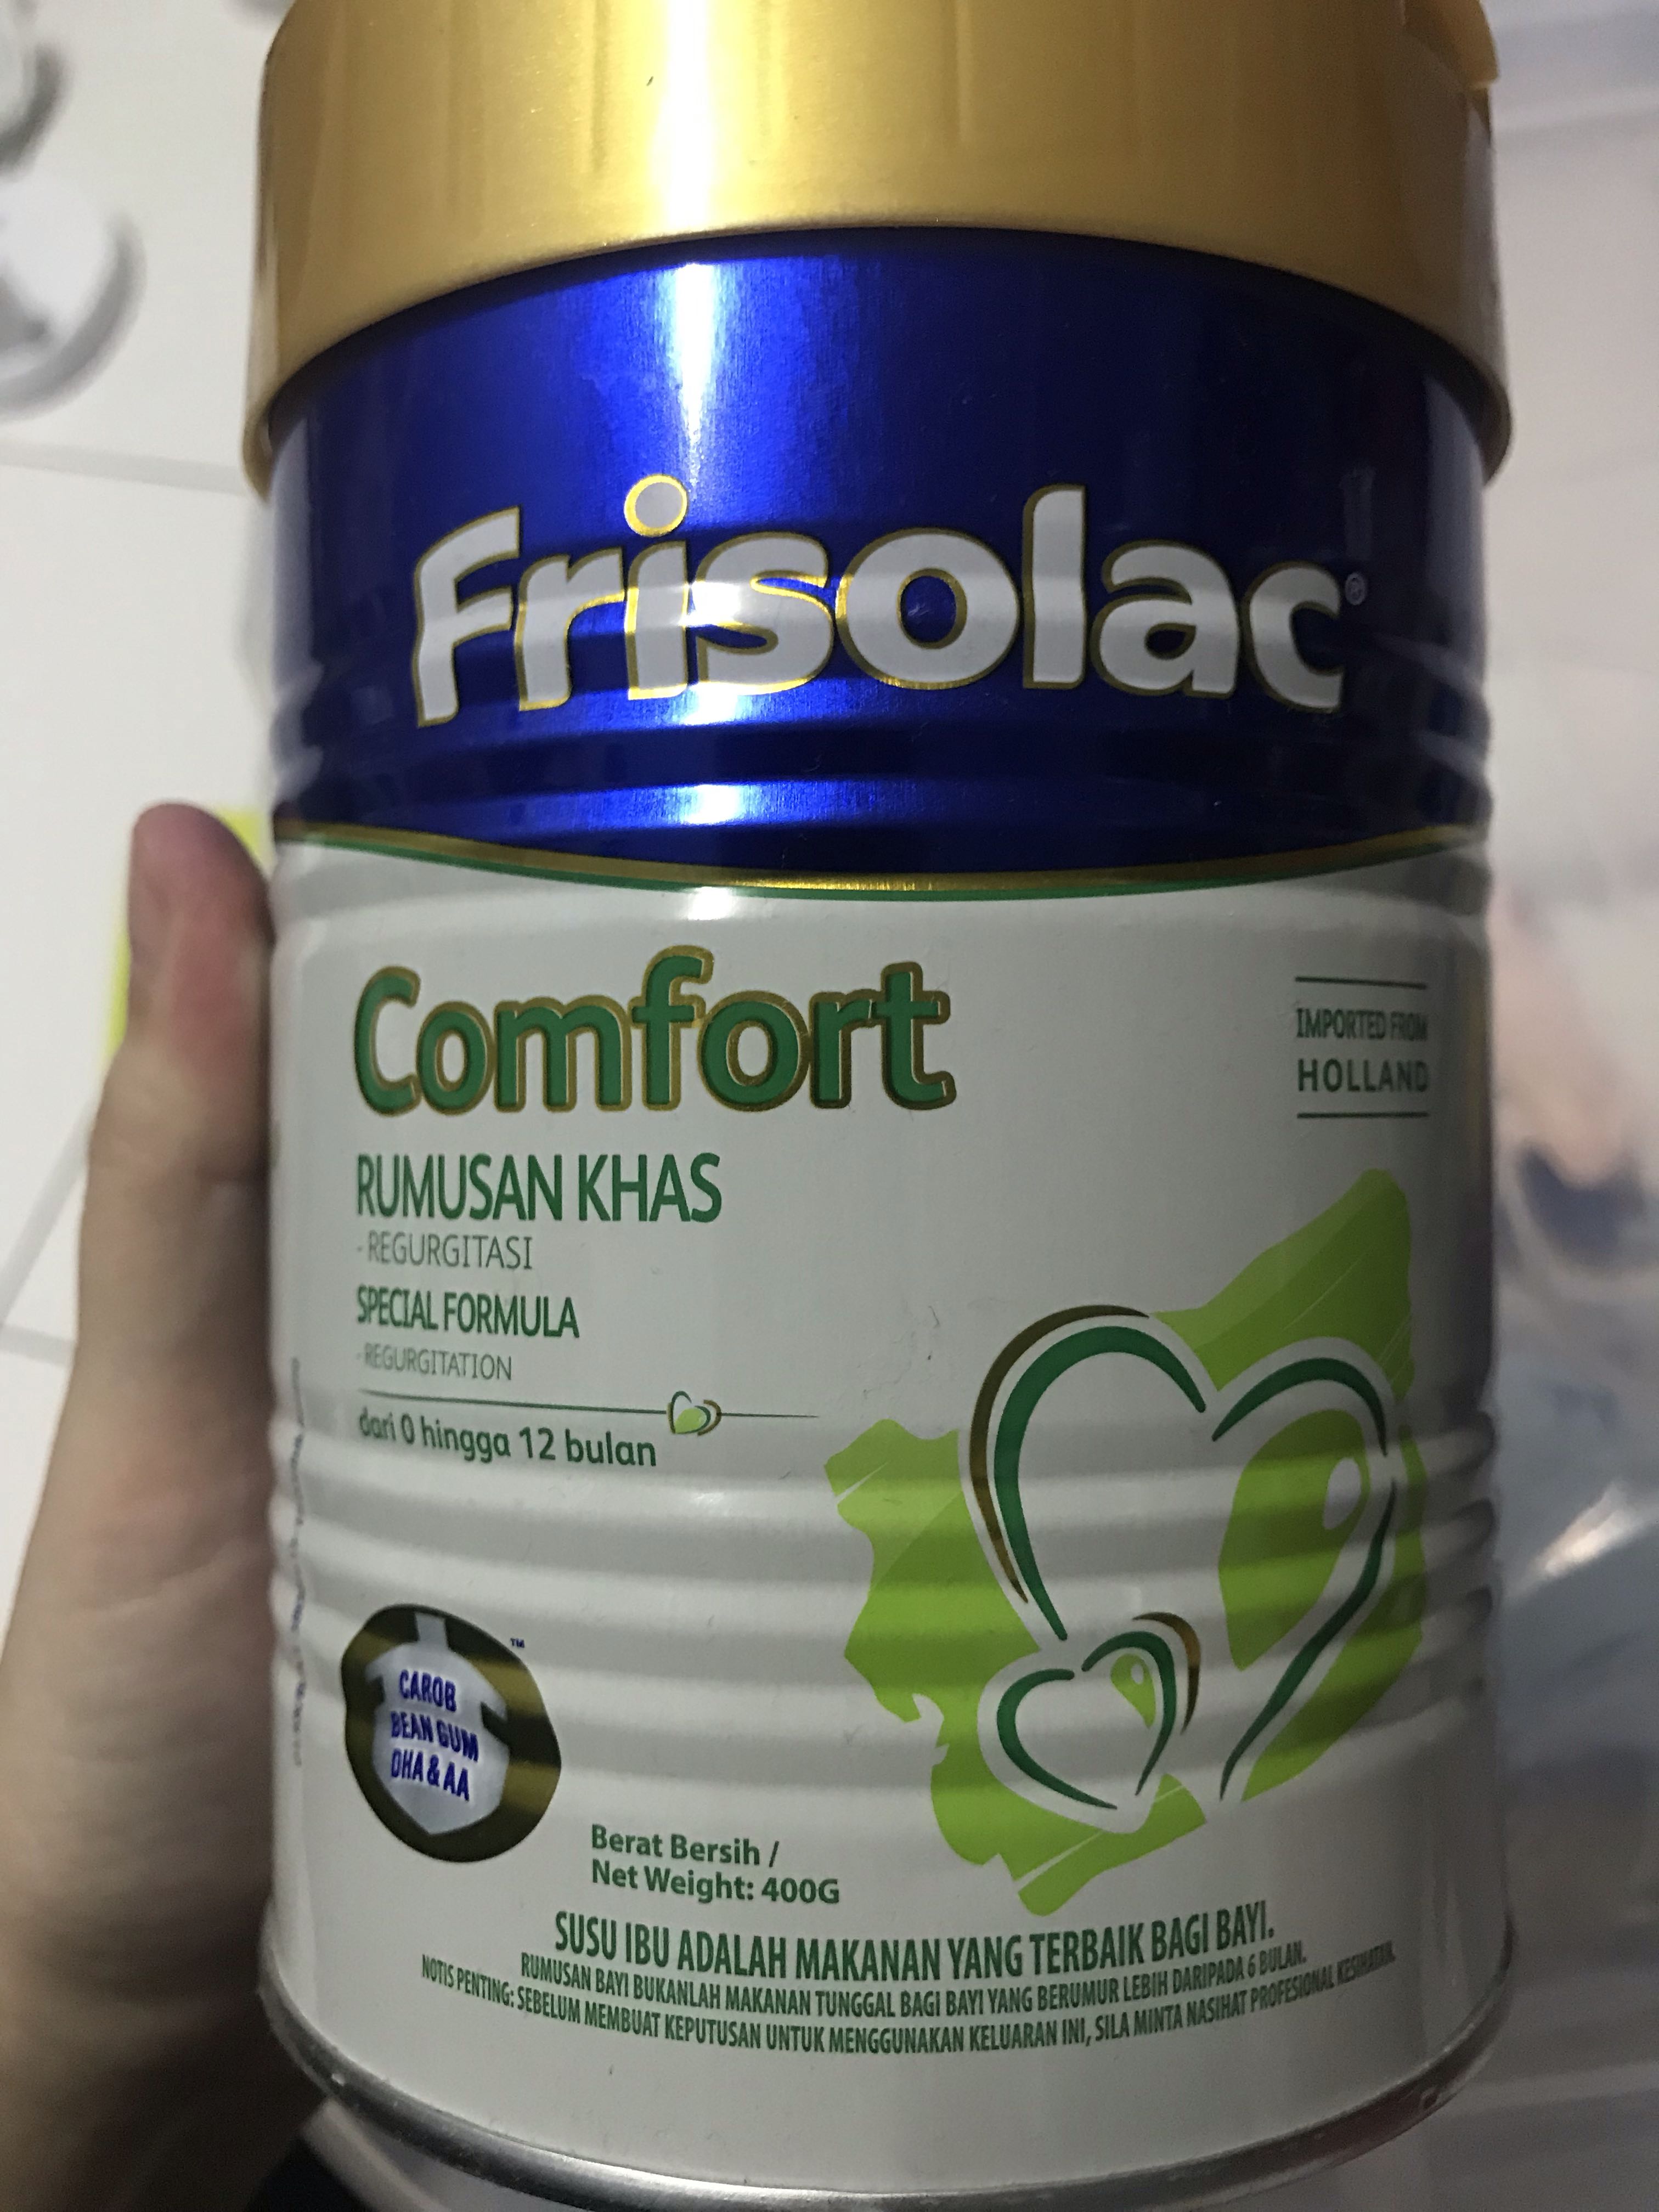 Frisolac®
Comfort
IMPORTED FROM
HOLLAND
RUMUSAN KHAS
- REGURGITASI
SPECIAL FORMULA
- REGURGITATION
dari 0 hingga 12 bulan
CAROB
BEAN GUM
DHA & AA
™
Berat Bersih /
Net Weight: 400G
SUSU IBU ADALAH MAKANAN YANG TERBAIK BAGI BAYI.
RUMUSAN BAYI BUKANLAH MAKANAN TUNGGAL BAGI BAYI YANG BERUMUR LEBIH DARIPADA 6 BULAN.
NOTIS PENTING: SEBELUM MEMBUAT KEPUTUSAN UNTUK MENGGUNAKAN KELUARAN INI, SILA MINTA NASIHAT PROFESIONAL KESIHATAN.